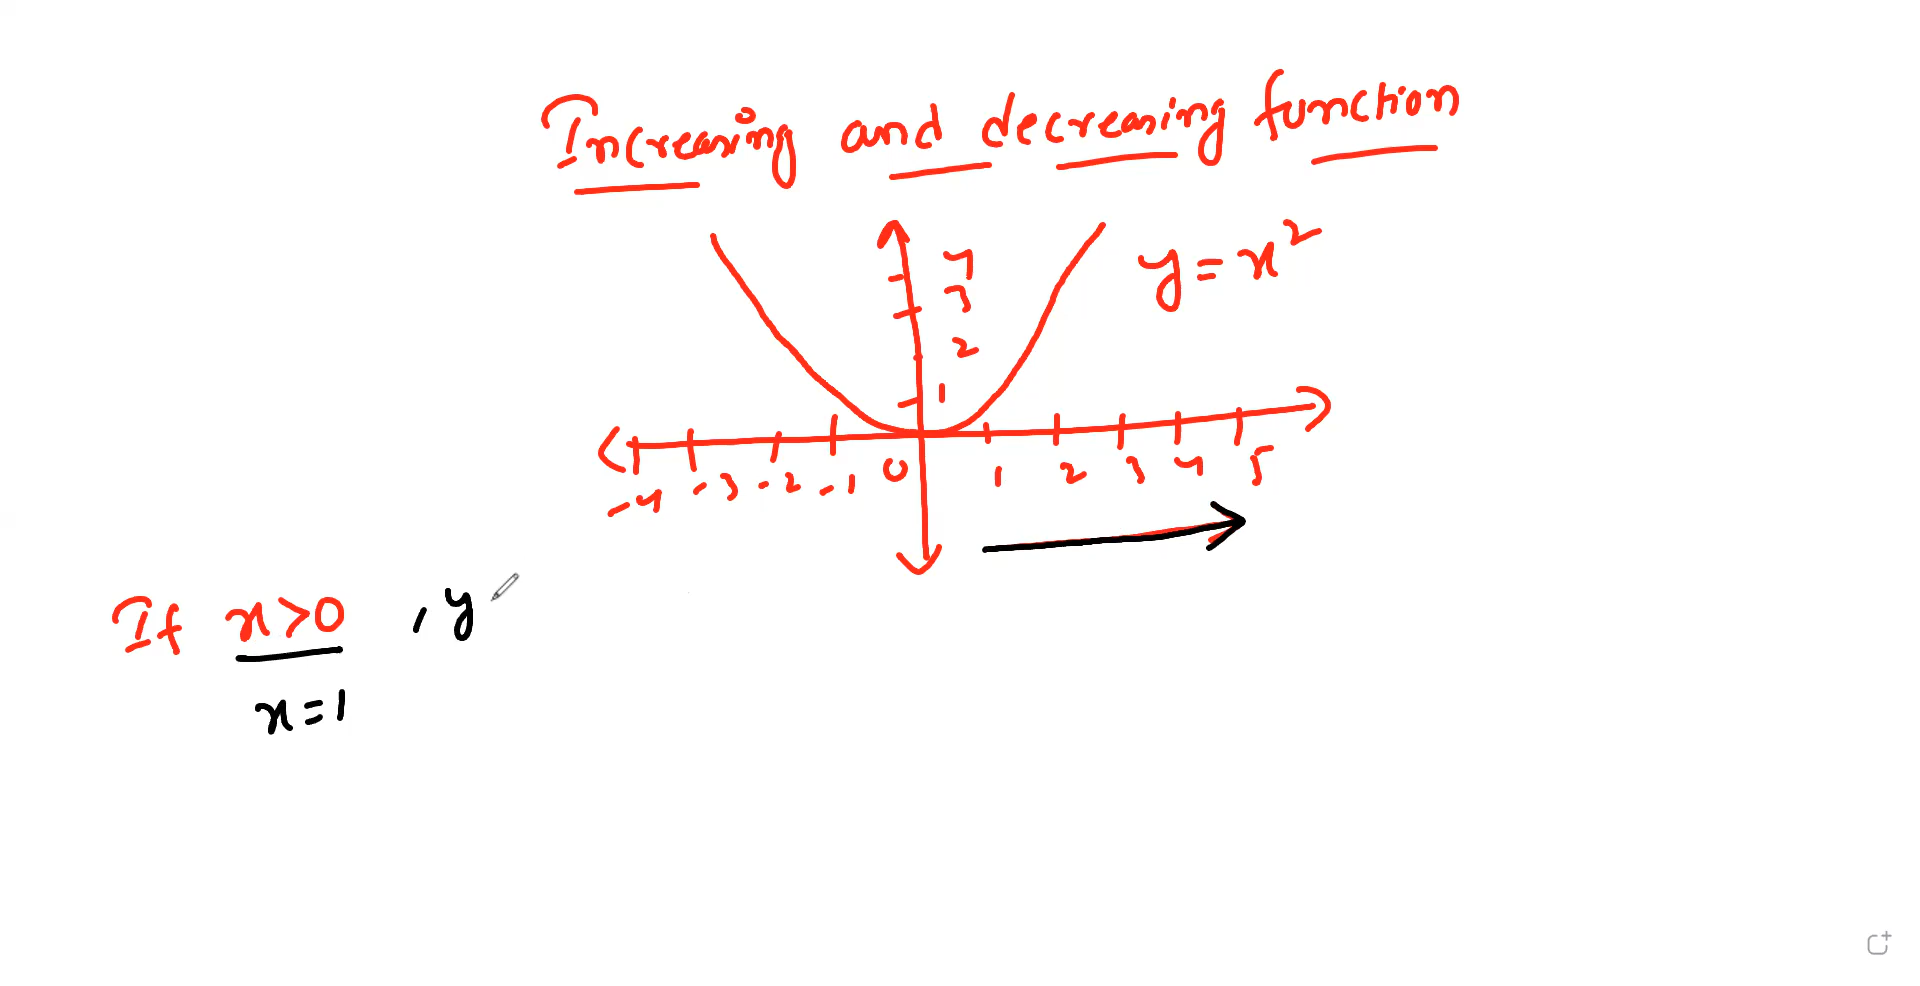 Increasing and decreasing function
y = x²
4
3
2
1
-4 -3 -2 -1 0 1 2 3 4 5
If x>0 , y
x=1